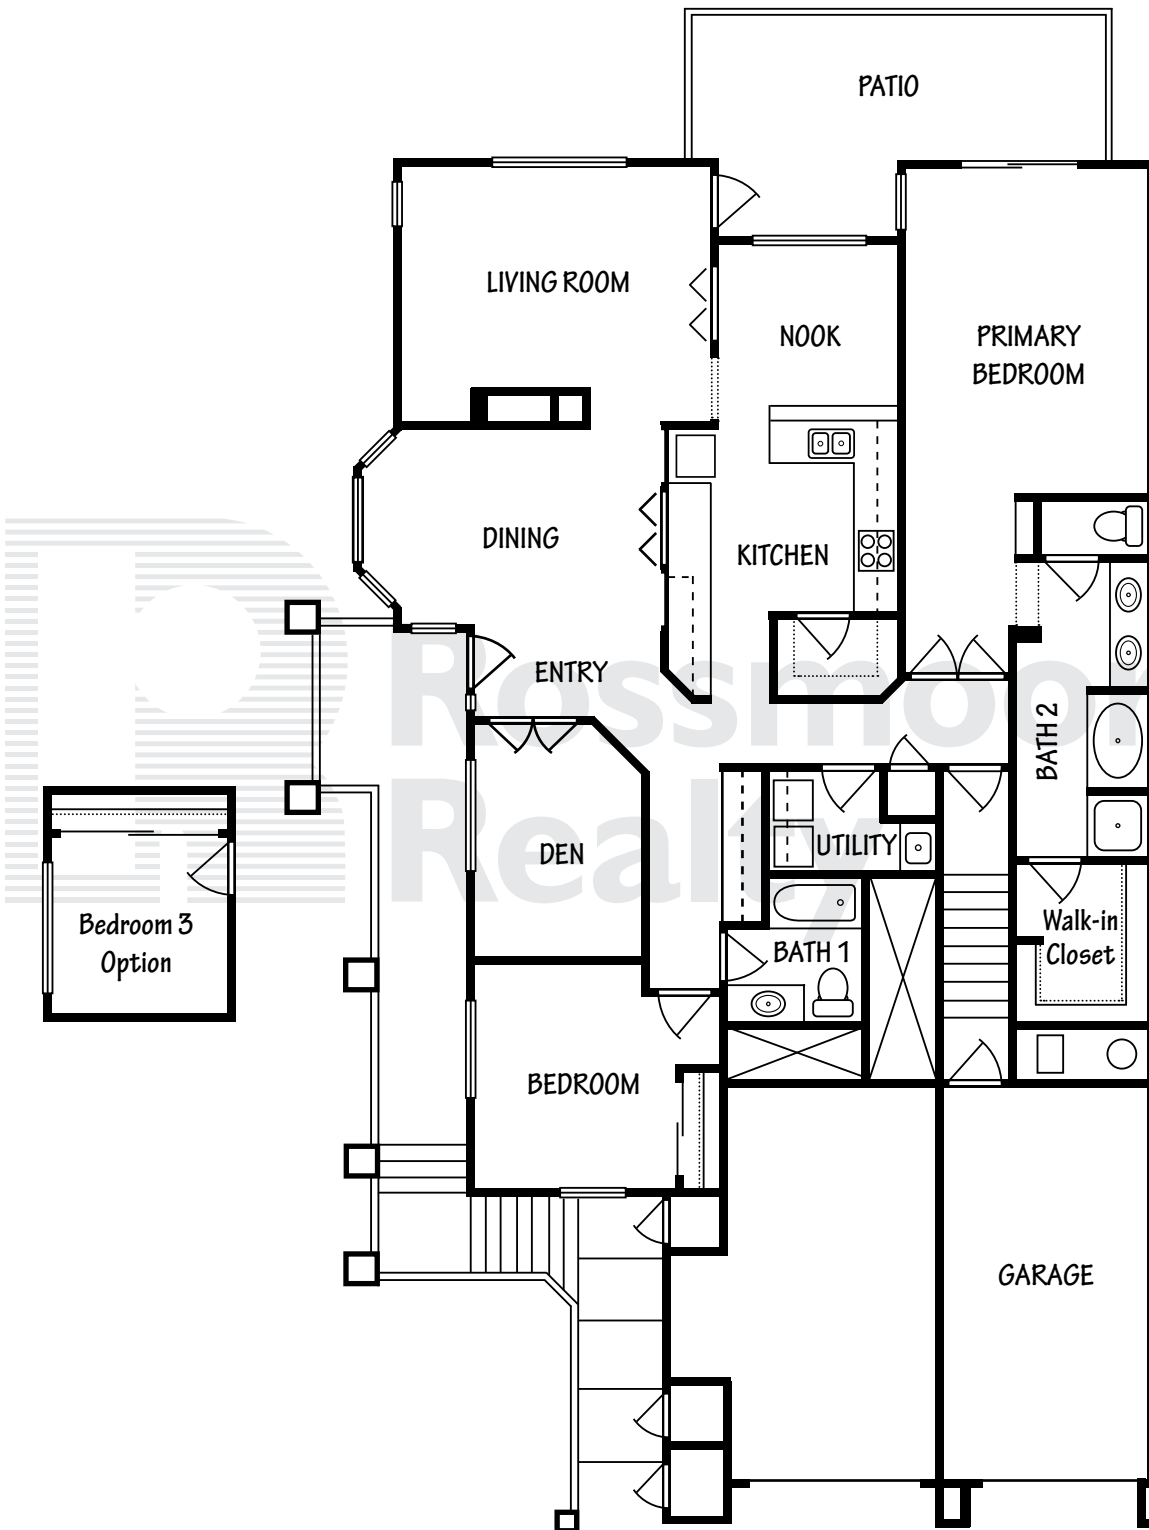 PATIO
LIVING ROOM
NOOK
PRIMARY
BEDROOM
DINING
KITCHEN
ENTRY
Rossmoor
Realty
BATH 2
DEN
UTILITY
Bedroom 3
Option
BATH 1
Walk-in
Closet
BEDROOM
GARAGE